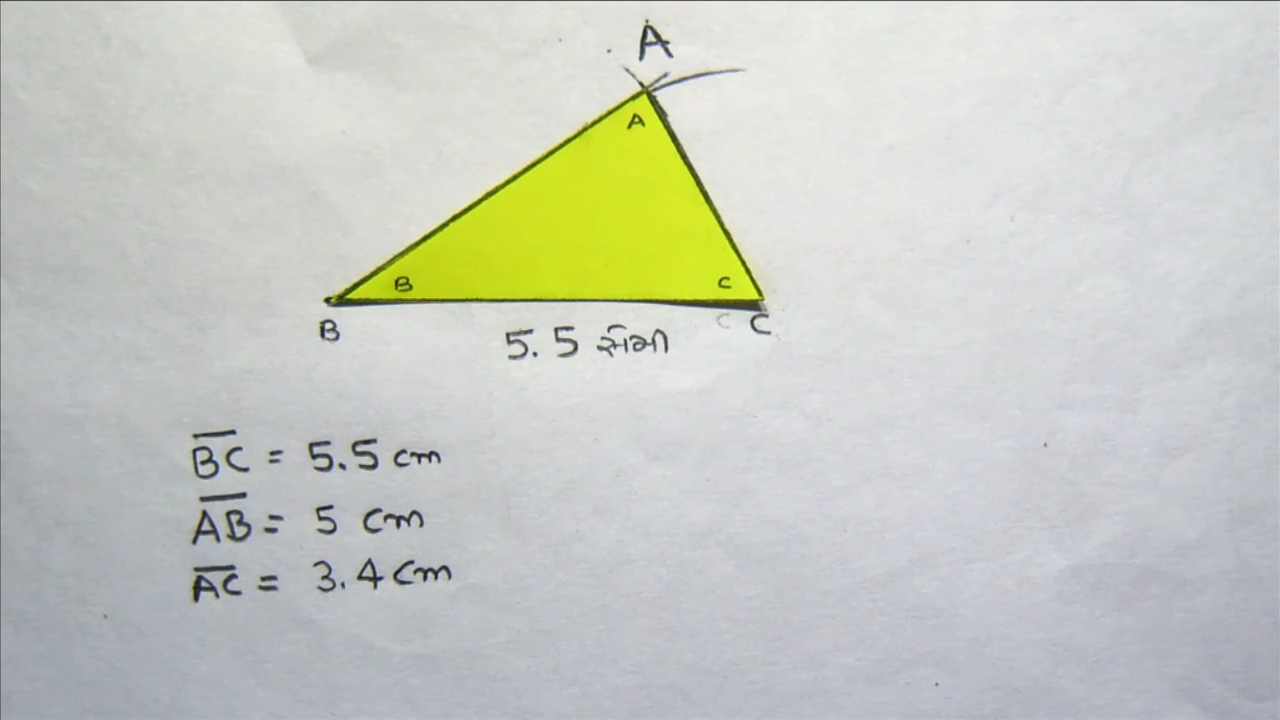 A
A
B C
B C C
5.5 સેમી
BC = 5.5 cm
AB = 5 cm
AC = 3.4 cm